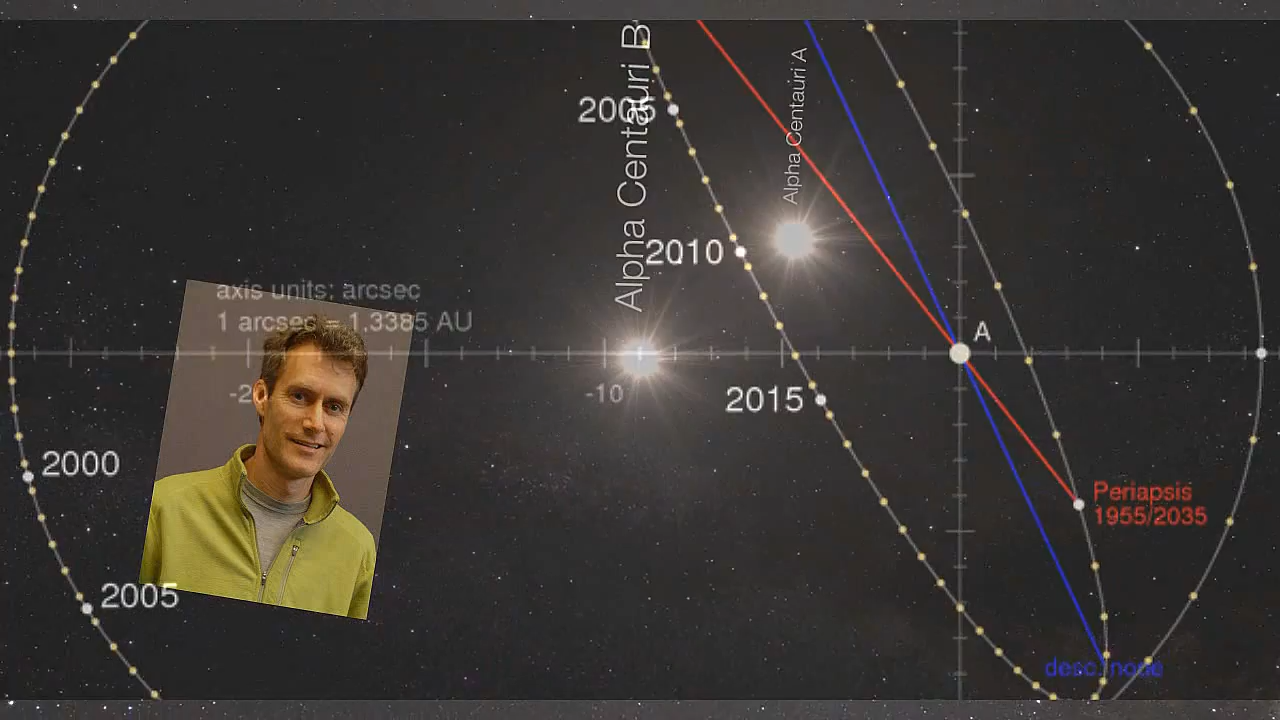 Alpha Centauri B
Alpha Centauri A
2005
2010
axis units: arcsec
1 arcsec = 1.3385 AU
A
-20
-10
2015
2000
Periapsis
1955/2035
2005
desc. node